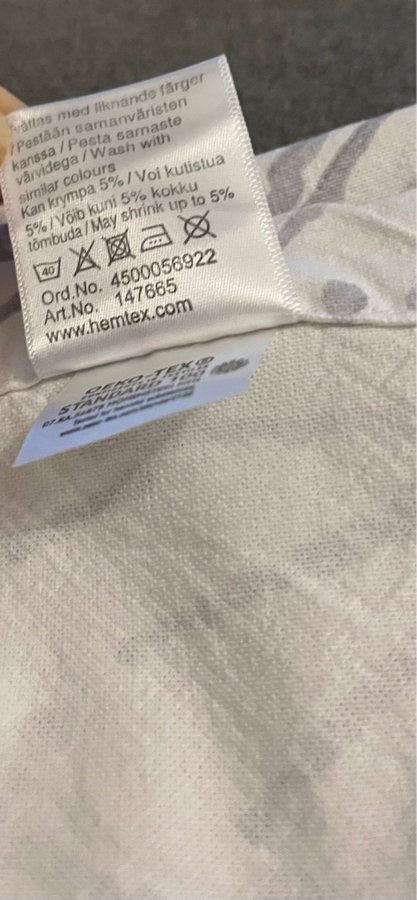 Tvättas med liknande färger
/Pestään samanväristen
kanssa / Pesta samaste
värvidega / Wash with
similar colours
Kan krympa 5% / Voi kutistua
5% / Võib kuni 5% kokku
tõmbuda / May shrink up to 5%
40
Ord.No. 4500056922
Art.No. 147665
www.hemtex.com
OEKO-TEX®
STANDARD 100